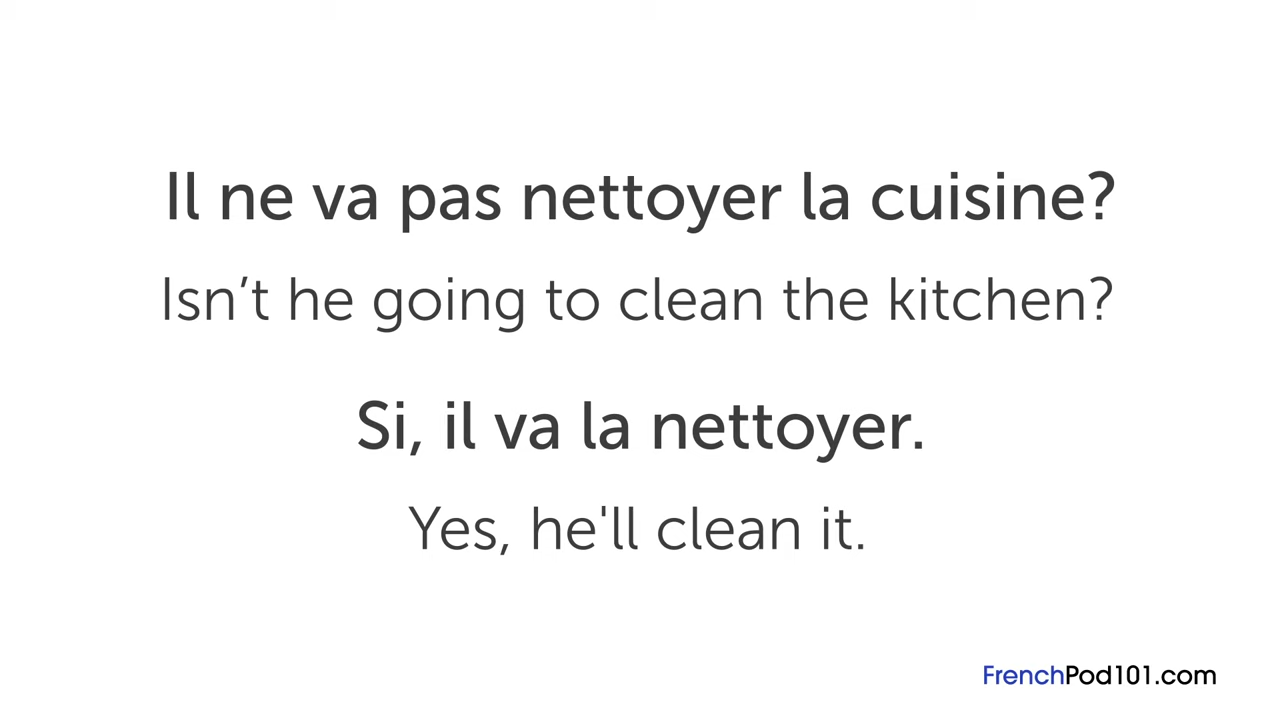 Il ne va pas nettoyer la cuisine?
Isn’t he going to clean the kitchen?
Si, il va la nettoyer.
Yes, he'll clean it.
FrenchPod101.com